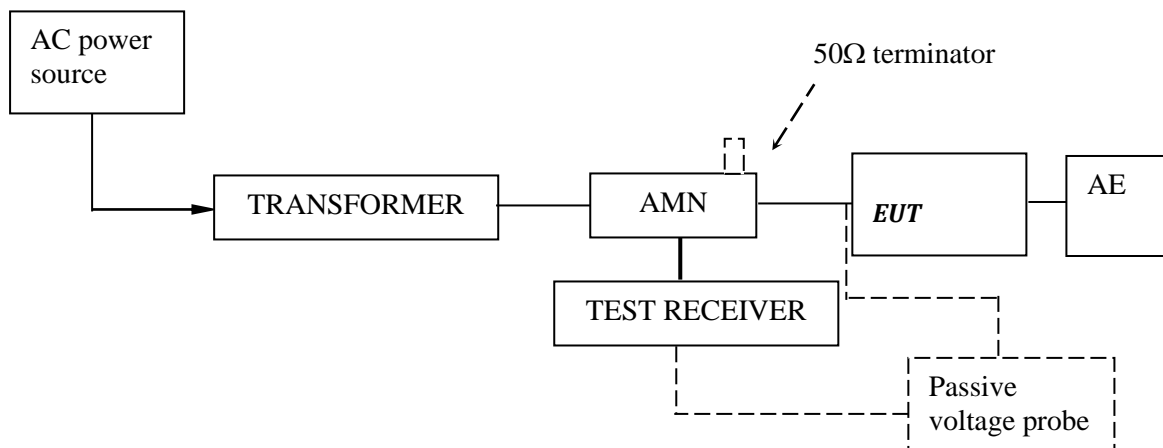 AC power
source
50Ω terminator
TRANSFORMER
AMN
EUT
AE
TEST RECEIVER
Passive
voltage probe